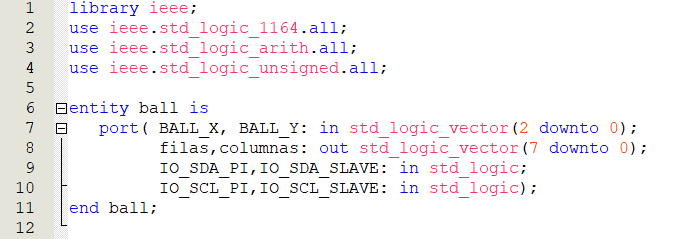 1 library ieee;
2 use ieee.std_logic_1164.all;
3 use ieee.std_logic_arith.all;
4 use ieee.std_logic_unsigned.all;
5
6 entity ball is
7 port( BALL_X, BALL_Y: in std_logic_vector(2 downto 0);
8 filas,columnas: out std_logic_vector(7 downto 0);
9 IO_SDA_PI,IO_SDA_SLAVE: in std_logic;
10 IO_SCL_PI,IO_SCL_SLAVE: in std_logic);
11 end ball;
12